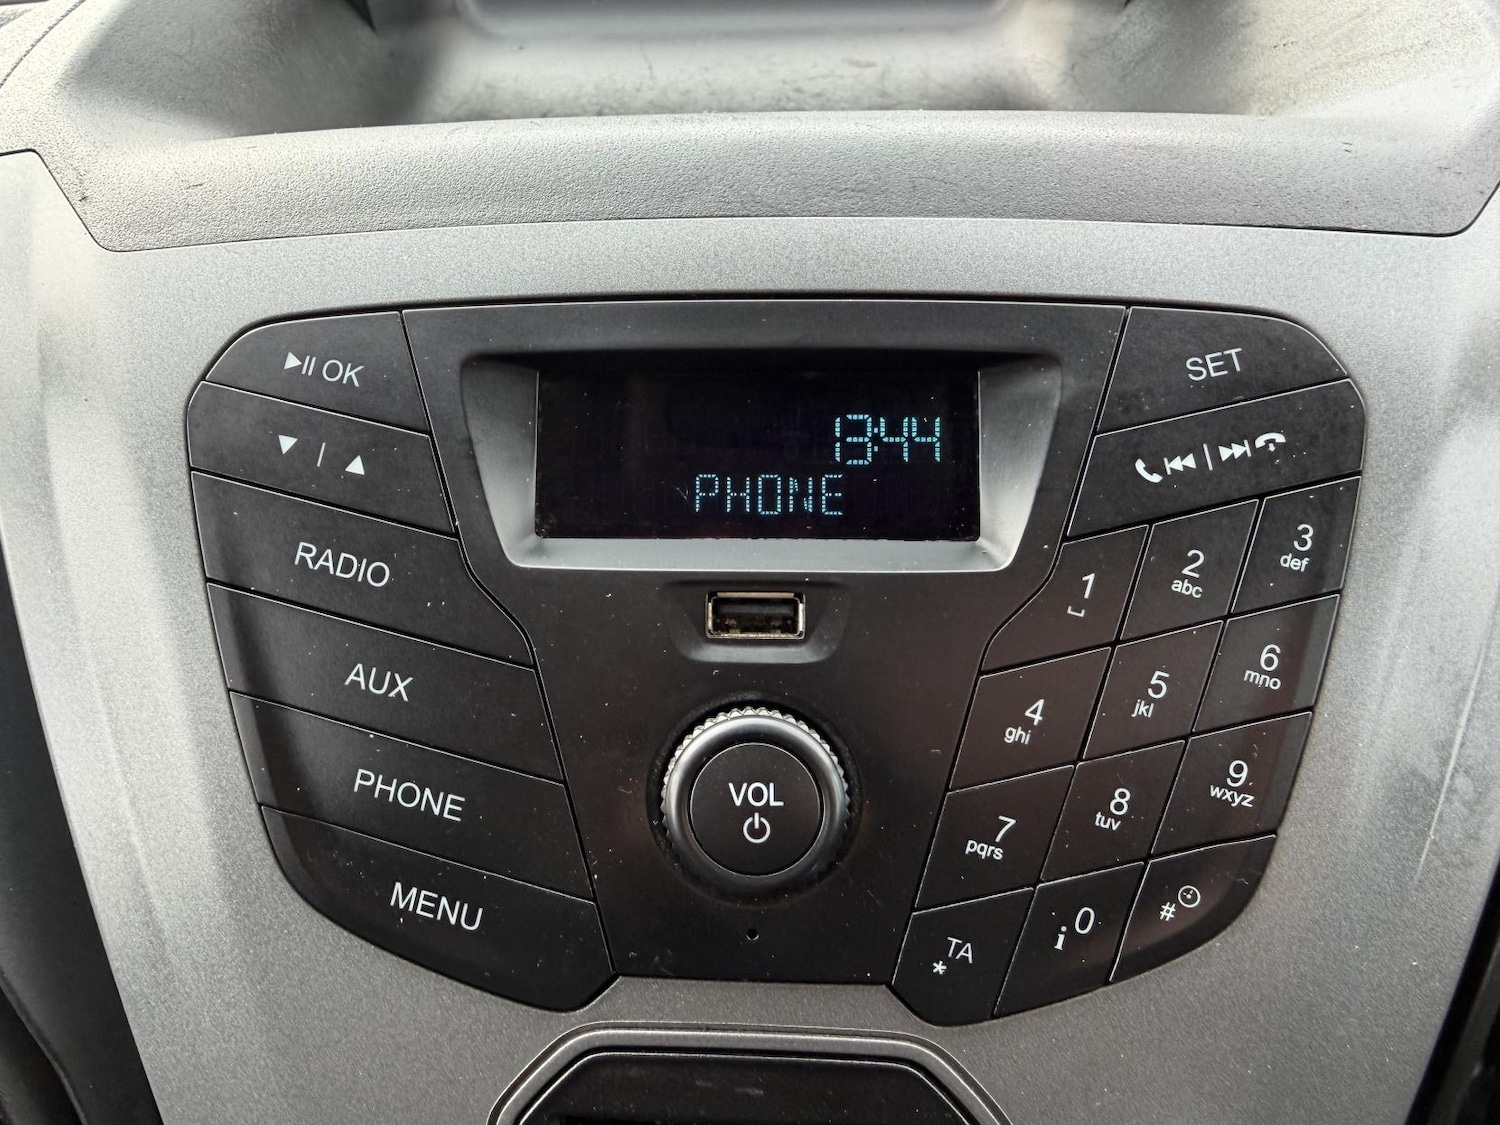 ▶II OK
▼ | ▲
RADIO
AUX
PHONE
MENU
13:44
PHONE
VOL
SET
1
2
abc
3
def
4
ghi
5
jkl
6
mno
7
pqrs
8
tuv
9
wxyz
TA
*
i 0
#